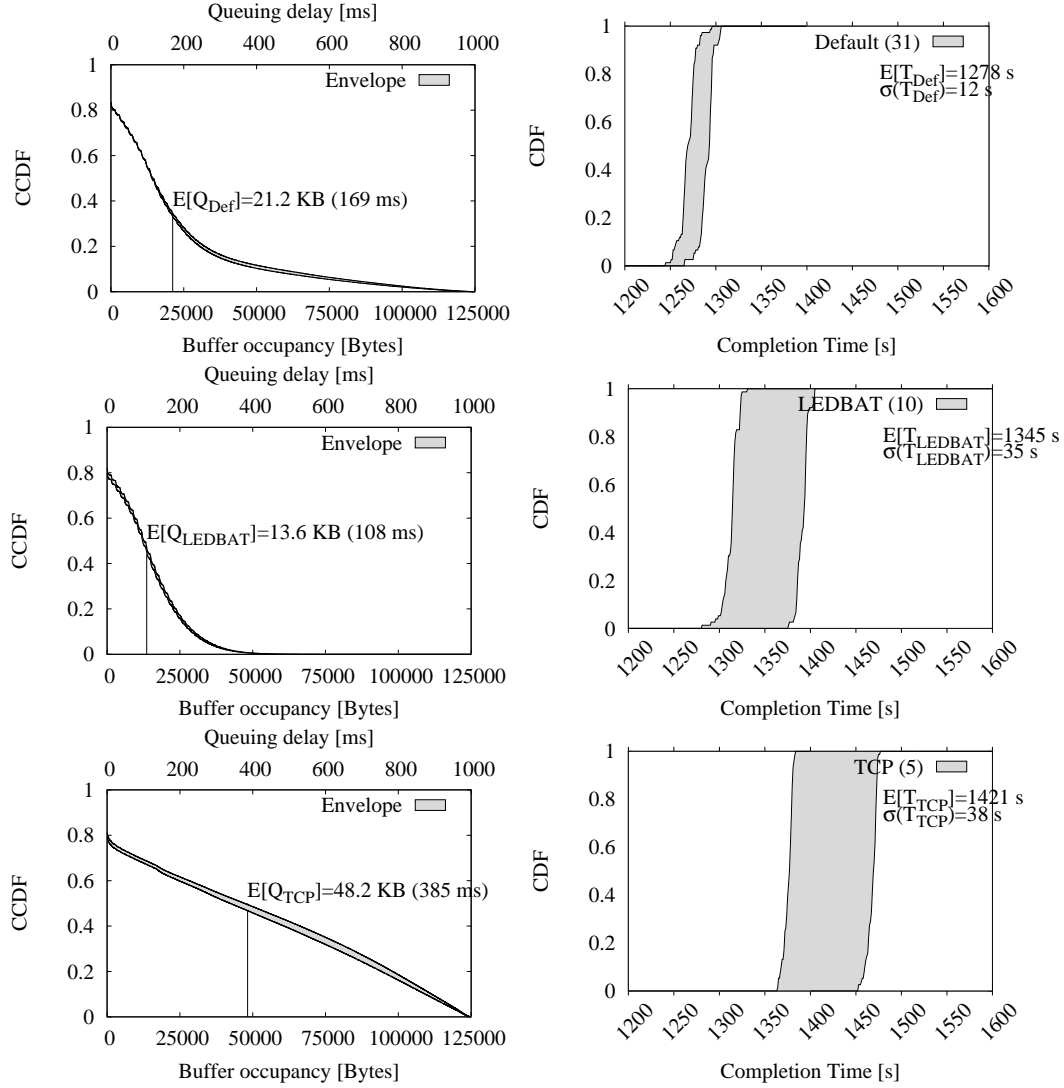 Queuing delay [ms]
0 200 400 600 800 1000
1
0.8
0.6
0.4
0.2
0
CCDF
Envelope
E[Q_Def]=21.2 KB (169 ms)
0 25000 50000 75000 100000 125000
Buffer occupancy [Bytes]
1
0.8
0.6
0.4
0.2
0
CDF
Default (31)
E[T_Def]=1278 s
σ(T_Def)=12 s
1200 1250 1300 1350 1400 1450 1500 1550 1600
Completion Time [s]
Queuing delay [ms]
0 200 400 600 800 1000
1
0.8
0.6
0.4
0.2
0
CCDF
Envelope
E[Q_LEDBAT]=13.6 KB (108 ms)
0 25000 50000 75000 100000 125000
Buffer occupancy [Bytes]
1
0.8
0.6
0.4
0.2
0
CDF
LEDBAT (10)
E[T_LEDBAT]=1345 s
σ(T_LEDBAT)=35 s
1200 1250 1300 1350 1400 1450 1500 1550 1600
Completion Time [s]
Queuing delay [ms]
0 200 400 600 800 1000
1
0.8
0.6
0.4
0.2
0
CCDF
Envelope
E[Q_TCP]=48.2 KB (385 ms)
0 25000 50000 75000 100000 125000
Buffer occupancy [Bytes]
1
0.8
0.6
0.4
0.2
0
CDF
TCP (5)
E[T_TCP]=1421 s
σ(T_TCP)=38 s
1200 1250 1300 1350 1400 1450 1500 1550 1600
Completion Time [s]